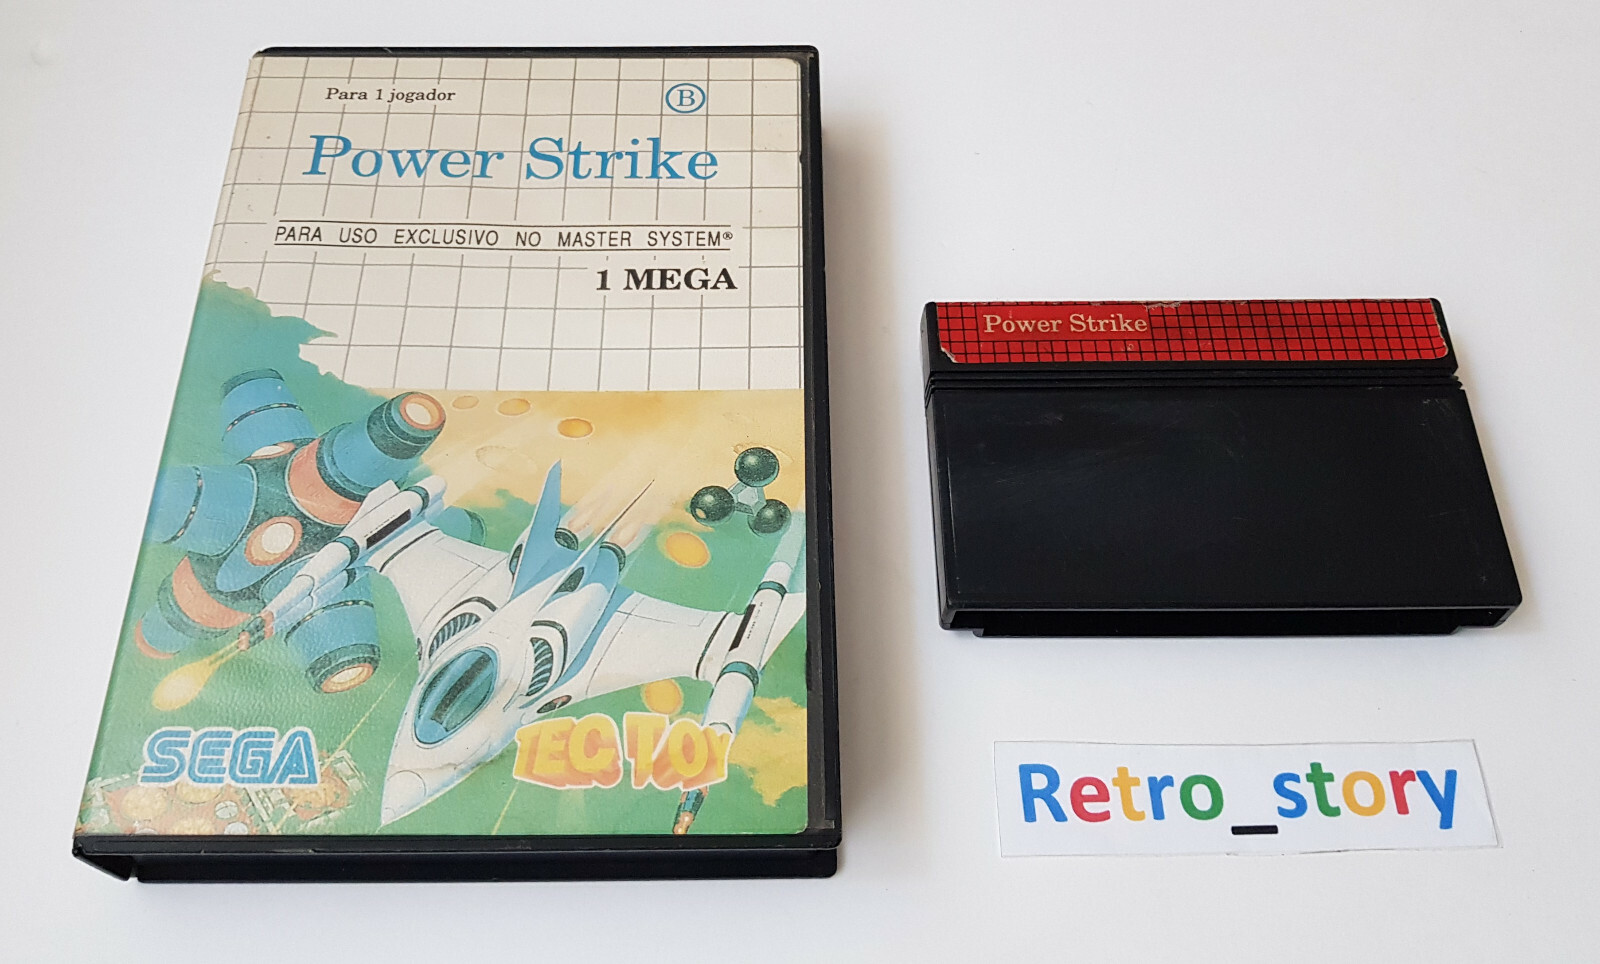 Para 1 jogador
B
Power Strike
PARA USO EXCLUSIVO NO MASTER SYSTEM®
1 MEGA
SEGA
TEC TOY
Power Strike
Retro_story